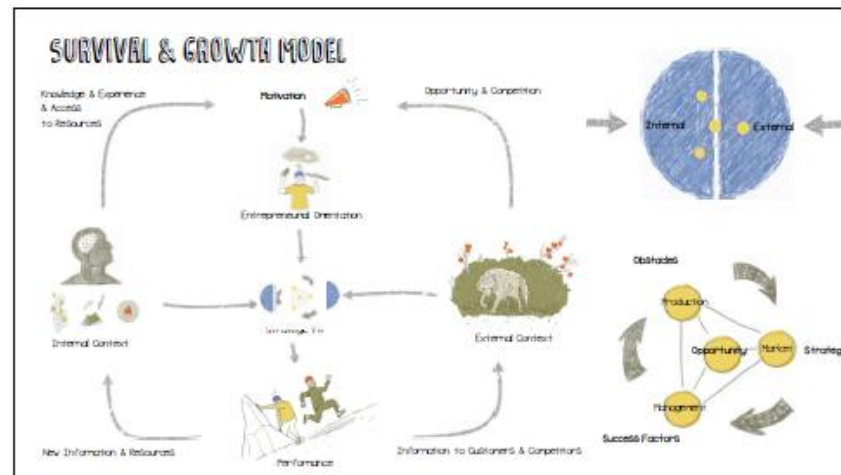 SURVIVAL & GROWTH MODEL
Knowledge & Experience
& Access
to Resources
Motivation
Opportunity & Competition
Internal
External
Entrepreneurial Orientation
Internal Context
External Context
New Information & Resources
Performance
Information to Customers & Competitors
Obstacles
Production
Opportunity
Market
Strateg
Management
Success Factors